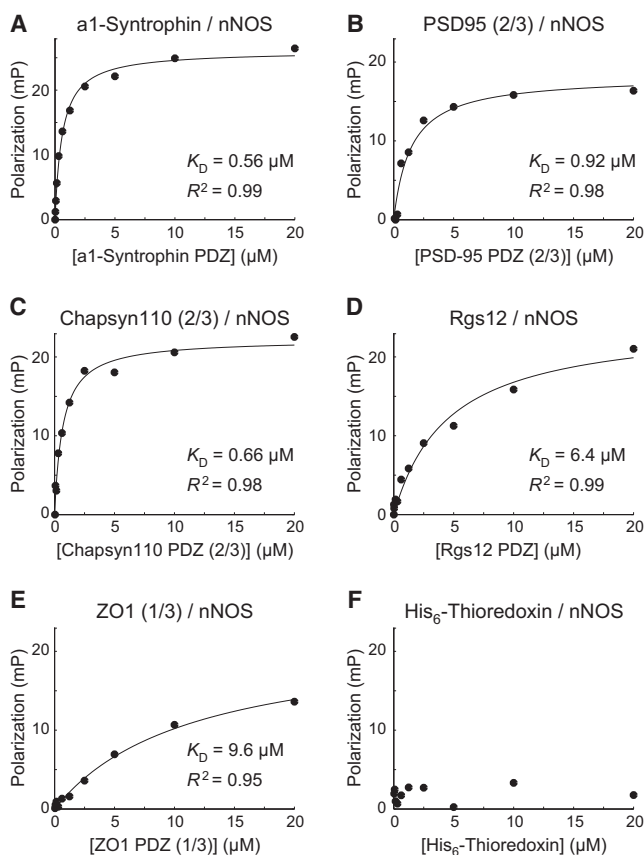 A
a1-Syntrophin / nNOS
Polarization (mP)
20
10
0
K_D = 0.56 µM
R² = 0.99
0 5 10 15 20
[a1-Syntrophin PDZ] (µM)
B
PSD95 (2/3) / nNOS
Polarization (mP)
20
10
0
K_D = 0.92 µM
R² = 0.98
0 5 10 15 20
[PSD-95 PDZ (2/3)] (µM)
C
Chapsyn110 (2/3) / nNOS
Polarization (mP)
20
10
0
K_D = 0.66 µM
R² = 0.98
0 5 10 15 20
[Chapsyn110 PDZ (2/3)] (µM)
D
Rgs12 / nNOS
Polarization (mP)
20
10
0
K_D = 6.4 µM
R² = 0.99
0 5 10 15 20
[Rgs12 PDZ] (µM)
E
ZO1 (1/3) / nNOS
Polarization (mP)
20
10
0
K_D = 9.6 µM
R² = 0.95
0 5 10 15 20
[ZO1 PDZ (1/3)] (µM)
F
His₆-Thioredoxin / nNOS
Polarization (mP)
20
10
0
0 5 10 15 20
[His₆-Thioredoxin] (µM)